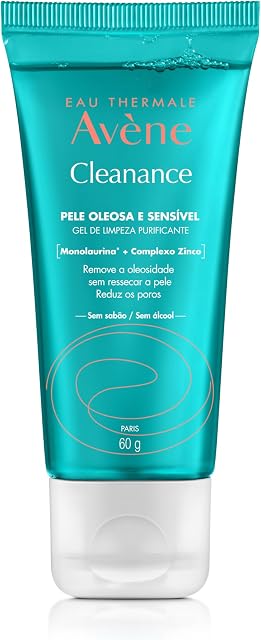 EAU THERMALE
Avène
Cleanance
PELE OLEOSA E SENSÍVEL
GEL DE LIMPEZA PURIFICANTE
[Monolaurina* + Complexo Zinco]
Remove a oleosidade
sem ressecar a pele
Reduz os poros
Sem sabão / Sem álcool
PARIS
60 g